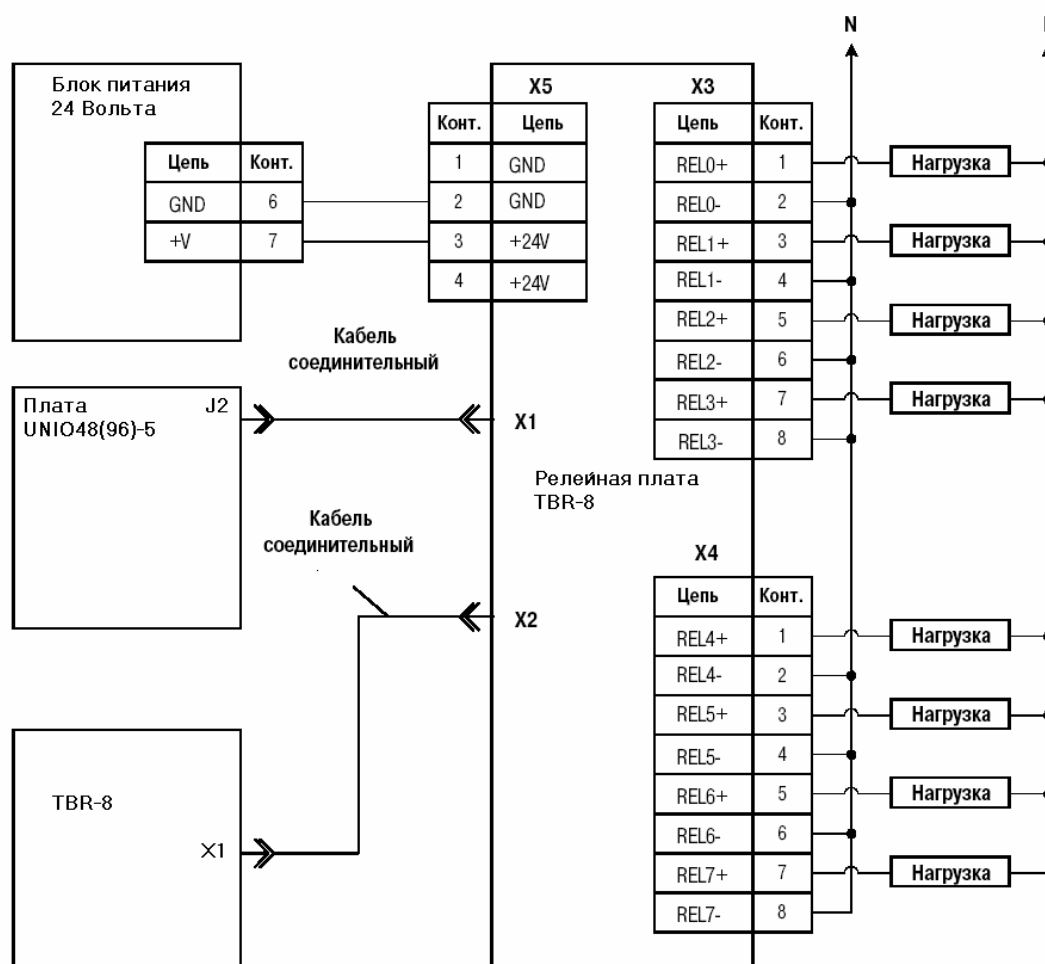 N
Блок питания
24 Вольта
Цепь Конт.
GND 6
+V 7
X5
Конт. Цепь
1 GND
2 GND
3 +24V
4 +24V
X3
Цепь Конт.
REL0+ 1 Нагрузка
REL0- 2
REL1+ 3 Нагрузка
REL1- 4
REL2+ 5 Нагрузка
REL2- 6
REL3+ 7 Нагрузка
REL3- 8
Кабель
соединительный
Плата J2
UNIO48(96)-5
X1
Релейная плата
TBR-8
Кабель
соединительный
X2
X4
Цепь Конт.
REL4+ 1 Нагрузка
REL4- 2
REL5+ 3 Нагрузка
REL5- 4
REL6+ 5 Нагрузка
REL6- 6
REL7+ 7 Нагрузка
REL7- 8
TBR-8
X1